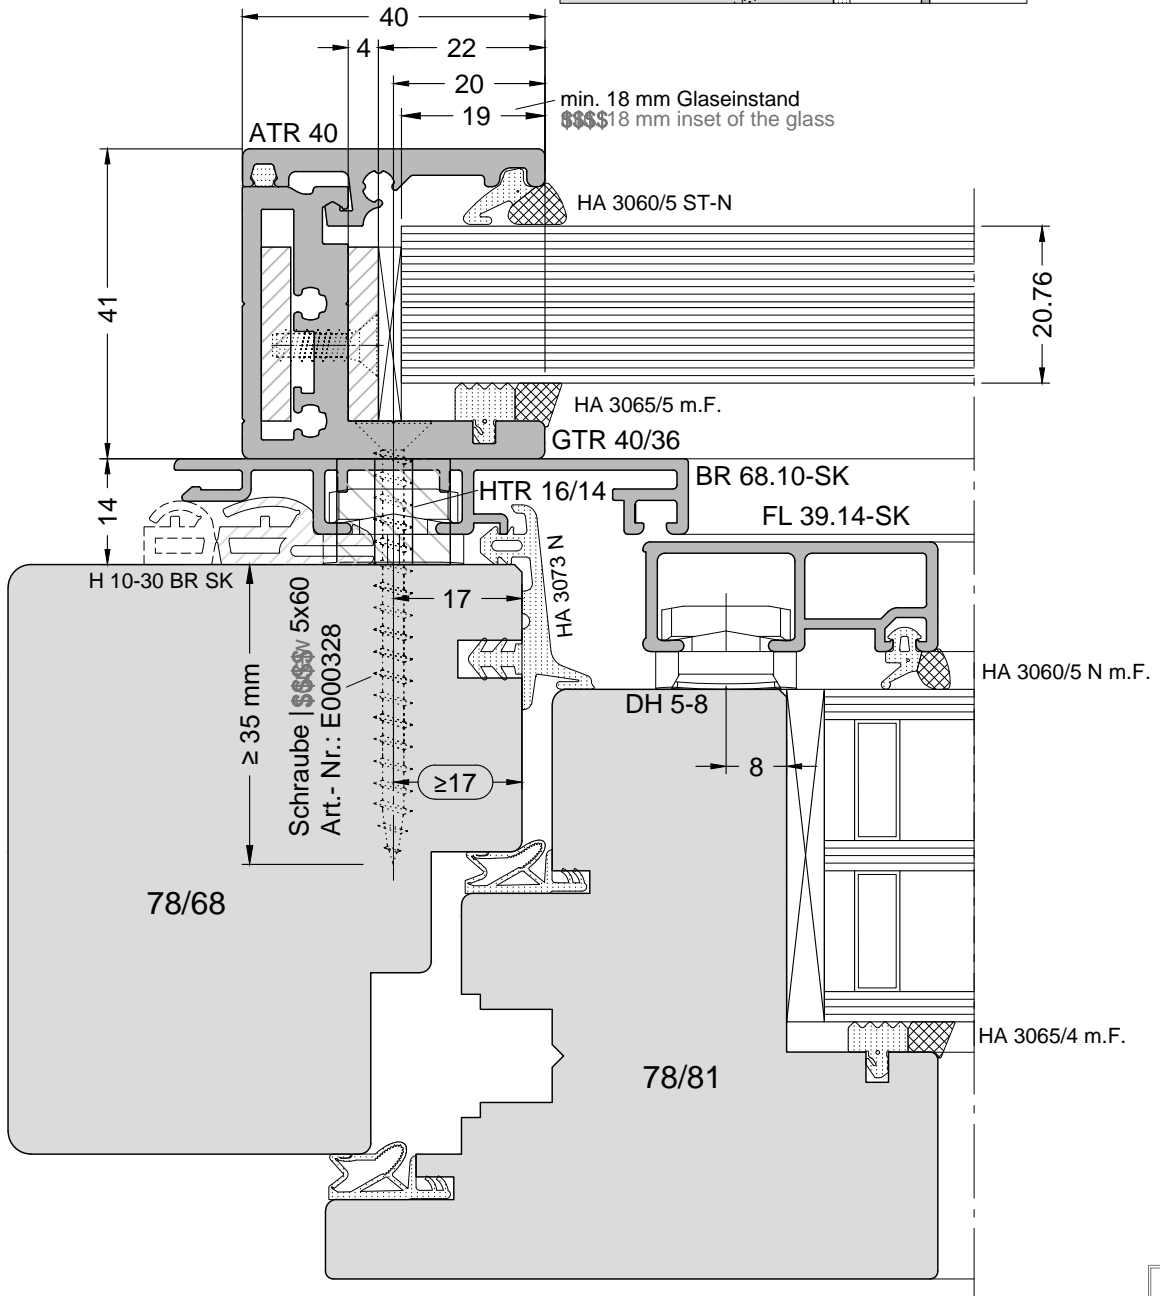 40
4
22
20
19
min. 18 mm Glaseinstand
18 mm inset of the glass
ATR 40
HA 3060/5 ST-N
41
20.76
HA 3065/5 m.F.
GTR 40/36
BR 68.10-SK
HTR 16/14
FL 39.14-SK
14
H 10-30 BR SK
17
HA 3073 N
Schraube | 5x60
Art.- Nr.: E000328
≥ 35 mm
HA 3060/5 N m.F.
DH 5-8
8
≥17
78/68
HA 3065/4 m.F.
78/81